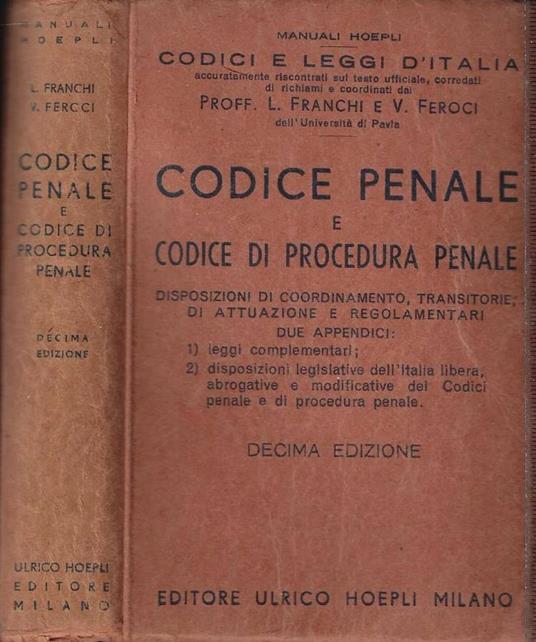 MANUALI
HOEPLI
L. FRANCHI
V. FEROCI
CODICE
PENALE
E
CODICE DI
PROCEDURA
PENALE
DECIMA
EDIZIONE
ULRICO HOEPLI
EDITORE
MILANO
MANUALI HOEPLI
CODICI E LEGGI D'ITALIA
accuratamente riscontrati sul testo ufficiale, corredati
di richiami e coordinati dai
PROFF. L. FRANCHI E V. FEROCI
dell'Università di Pavia
CODICE PENALE
E
CODICE DI PROCEDURA PENALE
DISPOSIZIONI DI COORDINAMENTO, TRANSITORIE,
DI ATTUAZIONE E REGOLAMENTARI
DUE APPENDICI:
1) leggi complementari;
2) disposizioni legislative dell'Italia libera,
abrogative e modificative dei Codici
penale e di procedura penale.
DECIMA EDIZIONE
EDITORE ULRICO HOEPLI MILANO